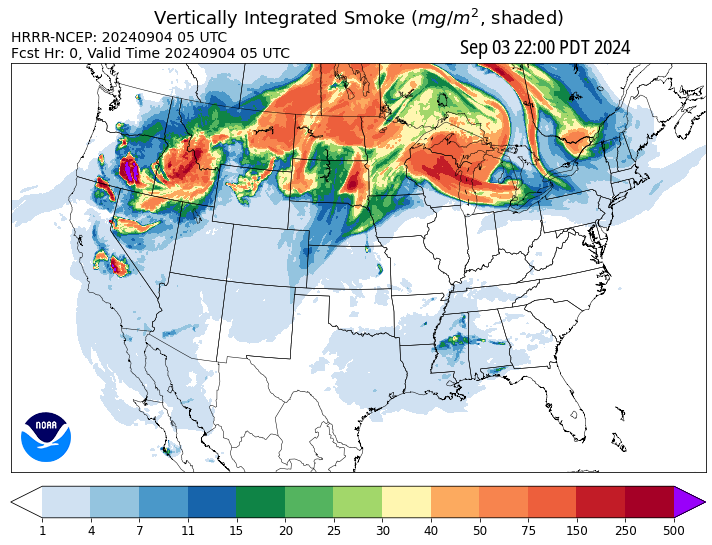 Vertically Integrated Smoke (mg/m², shaded)
HRRR-NCEP: 20240904 05 UTC
Fcst Hr: 0, Valid Time 20240904 05 UTC
Sep 03 22:00 PDT 2024
NOAA
1 4 7 11 15 20 25 30 40 50 75 150 250 500